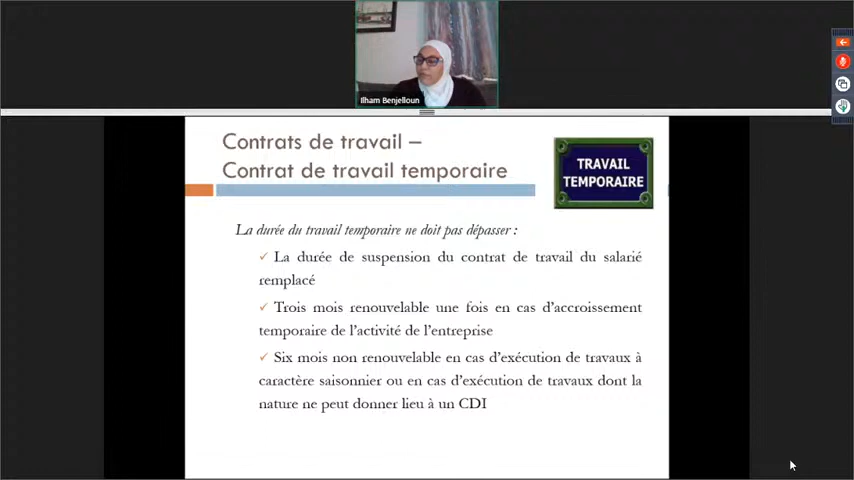 Ilham Benjelloun
Contrats de travail –
Contrat de travail temporaire
TRAVAIL
TEMPORAIRE
La durée du travail temporaire ne doit pas dépasser :
✓ La durée de suspension du contrat de travail du salarié
remplacé
✓ Trois mois renouvelable une fois en cas d'accroissement
temporaire de l'activité de l'entreprise
✓ Six mois non renouvelable en cas d'exécution de travaux à
caractère saisonnier ou en cas d'exécution de travaux dont la
nature ne peut donner lieu à un CDI